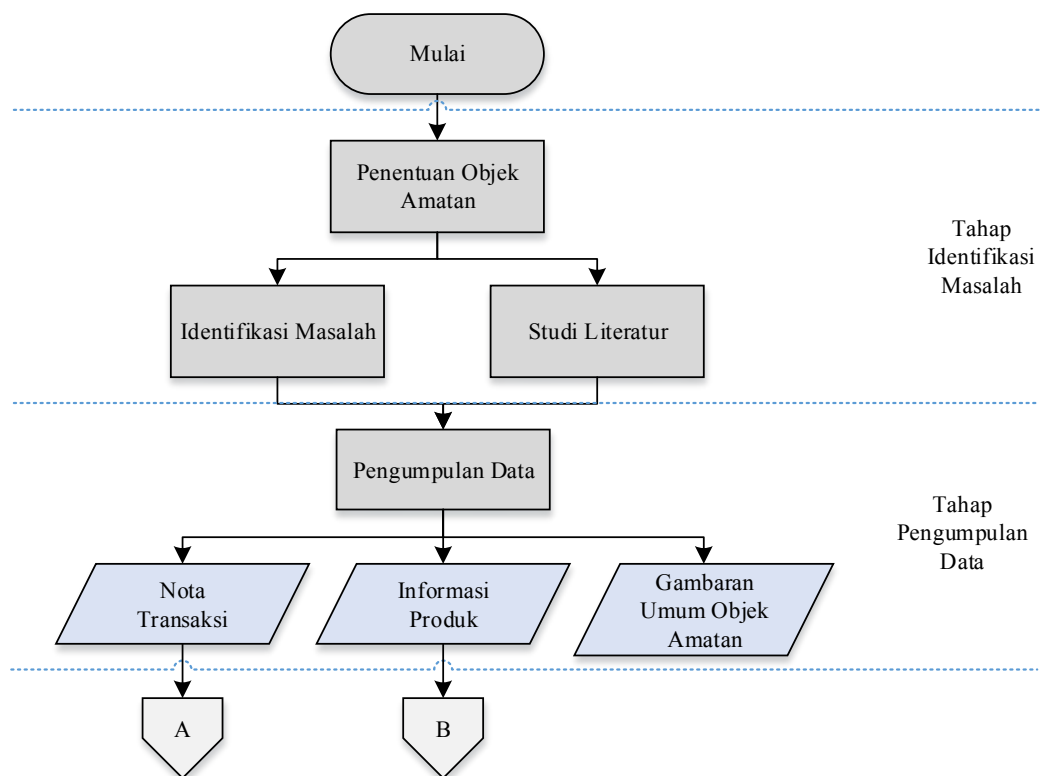 Mulai
Penentuan Objek
Amatan
Tahap
Identifikasi
Masalah
Identifikasi Masalah
Studi Literatur
Pengumpulan Data
Tahap
Pengumpulan
Data
Nota
Transaksi
Informasi
Produk
Gambaran
Umum Objek
Amatan
A
B